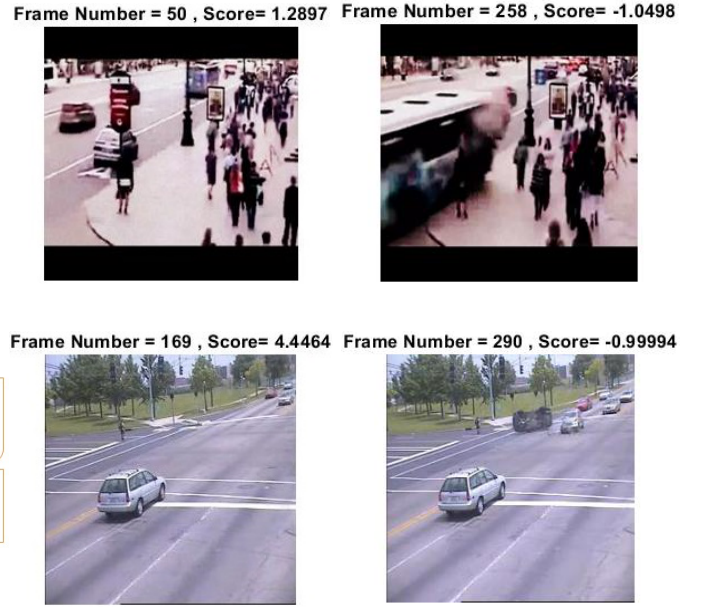 Frame Number = 50 , Score= 1.2897
Frame Number = 258 , Score= -1.0498
Frame Number = 169 , Score= 4.4464
Frame Number = 290 , Score= -0.99994